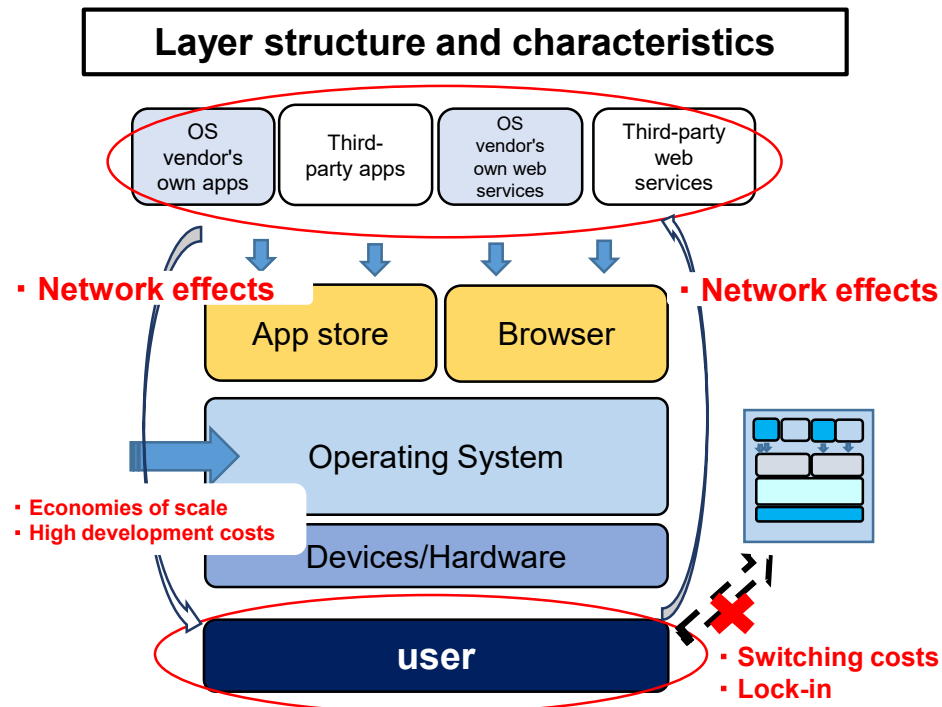 Layer structure and characteristics
OS
vendor's
own apps
Third-
party apps
OS
vendor's
own web
services
Third-party
web
services
・Network effects
・Network effects
App store
Browser
Operating System
・Economies of scale
・High development costs
Devices/Hardware
user
・Switching costs
・Lock-in